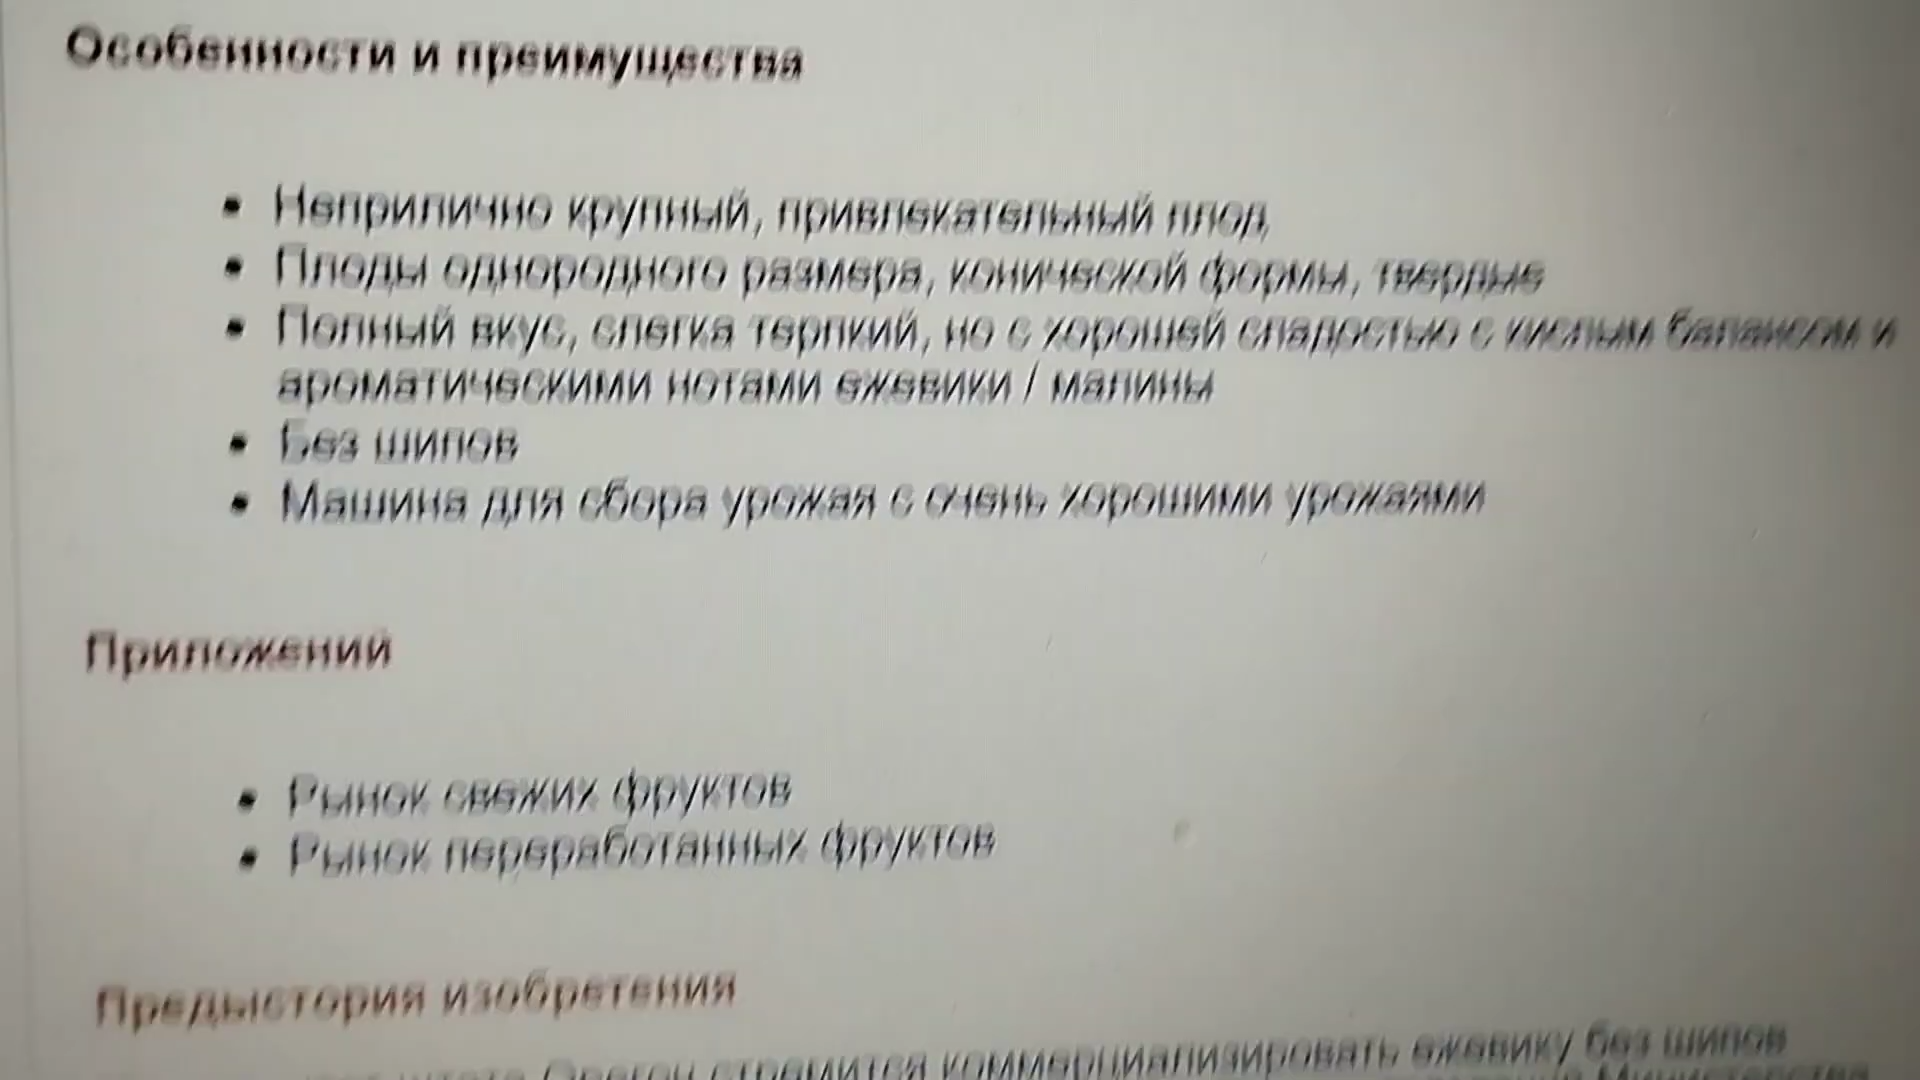 Особенности и преимущества
Неприлично крупный, привлекательный плод
Плоды однородного размера, конической формы, твердые
Полный вкус, слегка терпкий, но с хорошей сладостью с кислым балансом и
ароматическими нотами ежевики / малины
Без шипов
Машина для сбора урожая с очень хорошими урожаями
Приложений
Рынок свежих фруктов
Рынок переработанных фруктов
Предыстория изобретения
штата Орегон стремится коммерциализировать ежевику без шипов
Министерства